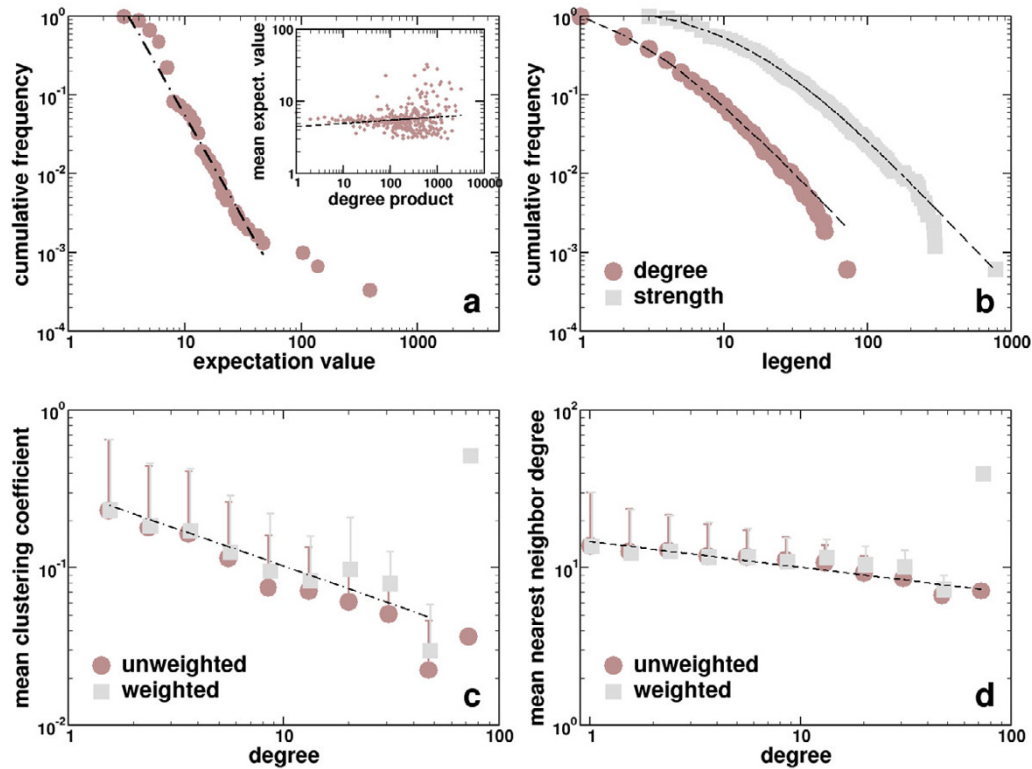 10^0
10^-1
10^-2
10^-3
10^-4
cumulative frequency
1
10
100
1000
expectation value
a
100
10
1
mean expect. value
1
10
100
1000
10000
degree product
10^0
10^-1
10^-2
10^-3
10^-4
cumulative frequency
degree
strength
b
1
10
100
1000
legend
10^0
10^-1
10^-2
mean clustering coefficient
unweighted
weighted
c
1
10
100
degree
10^2
10^1
10^0
mean nearest neighbor degree
unweighted
weighted
d
1
10
100
degree